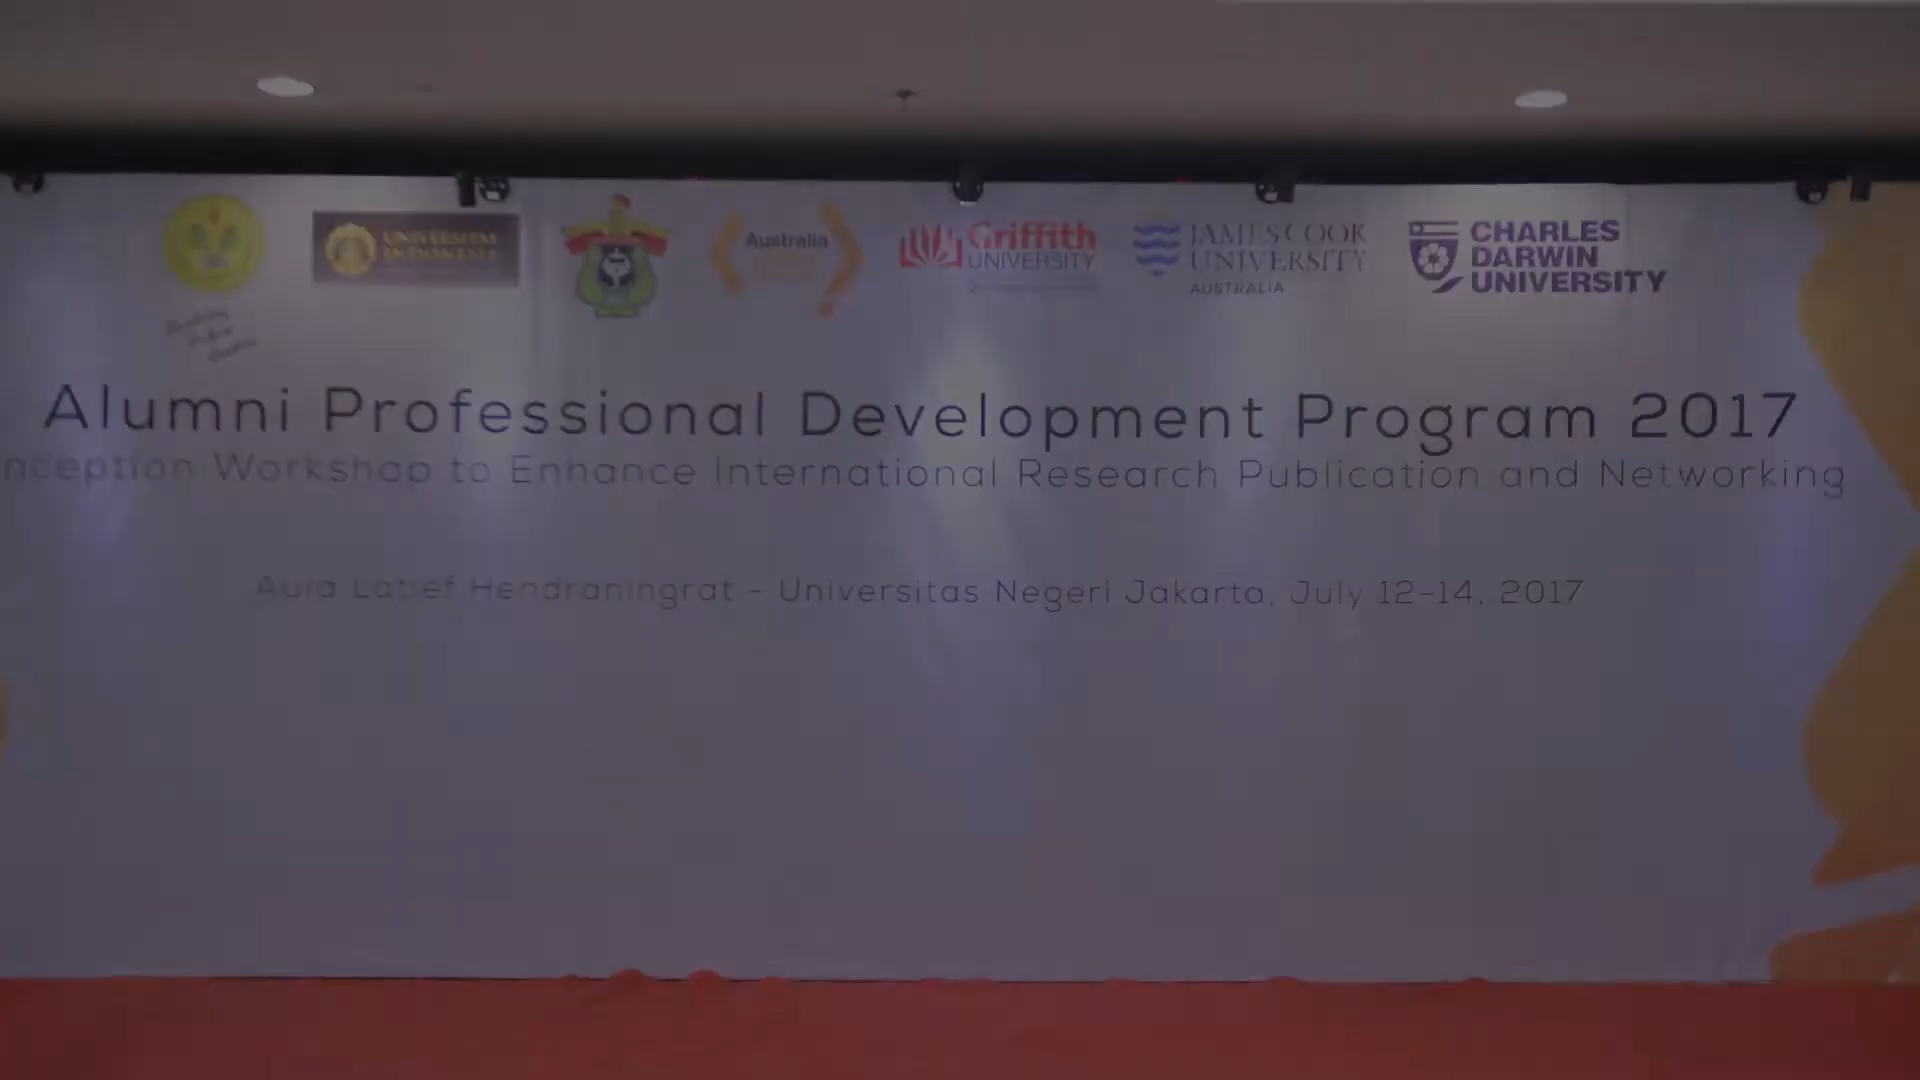 UNIVERSITAS INDONESIA
Australia
Griffith UNIVERSITY
JAMES COOK UNIVERSITY AUSTRALIA
CHARLES DARWIN UNIVERSITY
Alumni Professional Development Program 2017
nception Workshop to Enhance International Research Publication and Networking
Aula Latief Hendraningrat - Universitas Negeri Jakarta, July 12-14, 2017